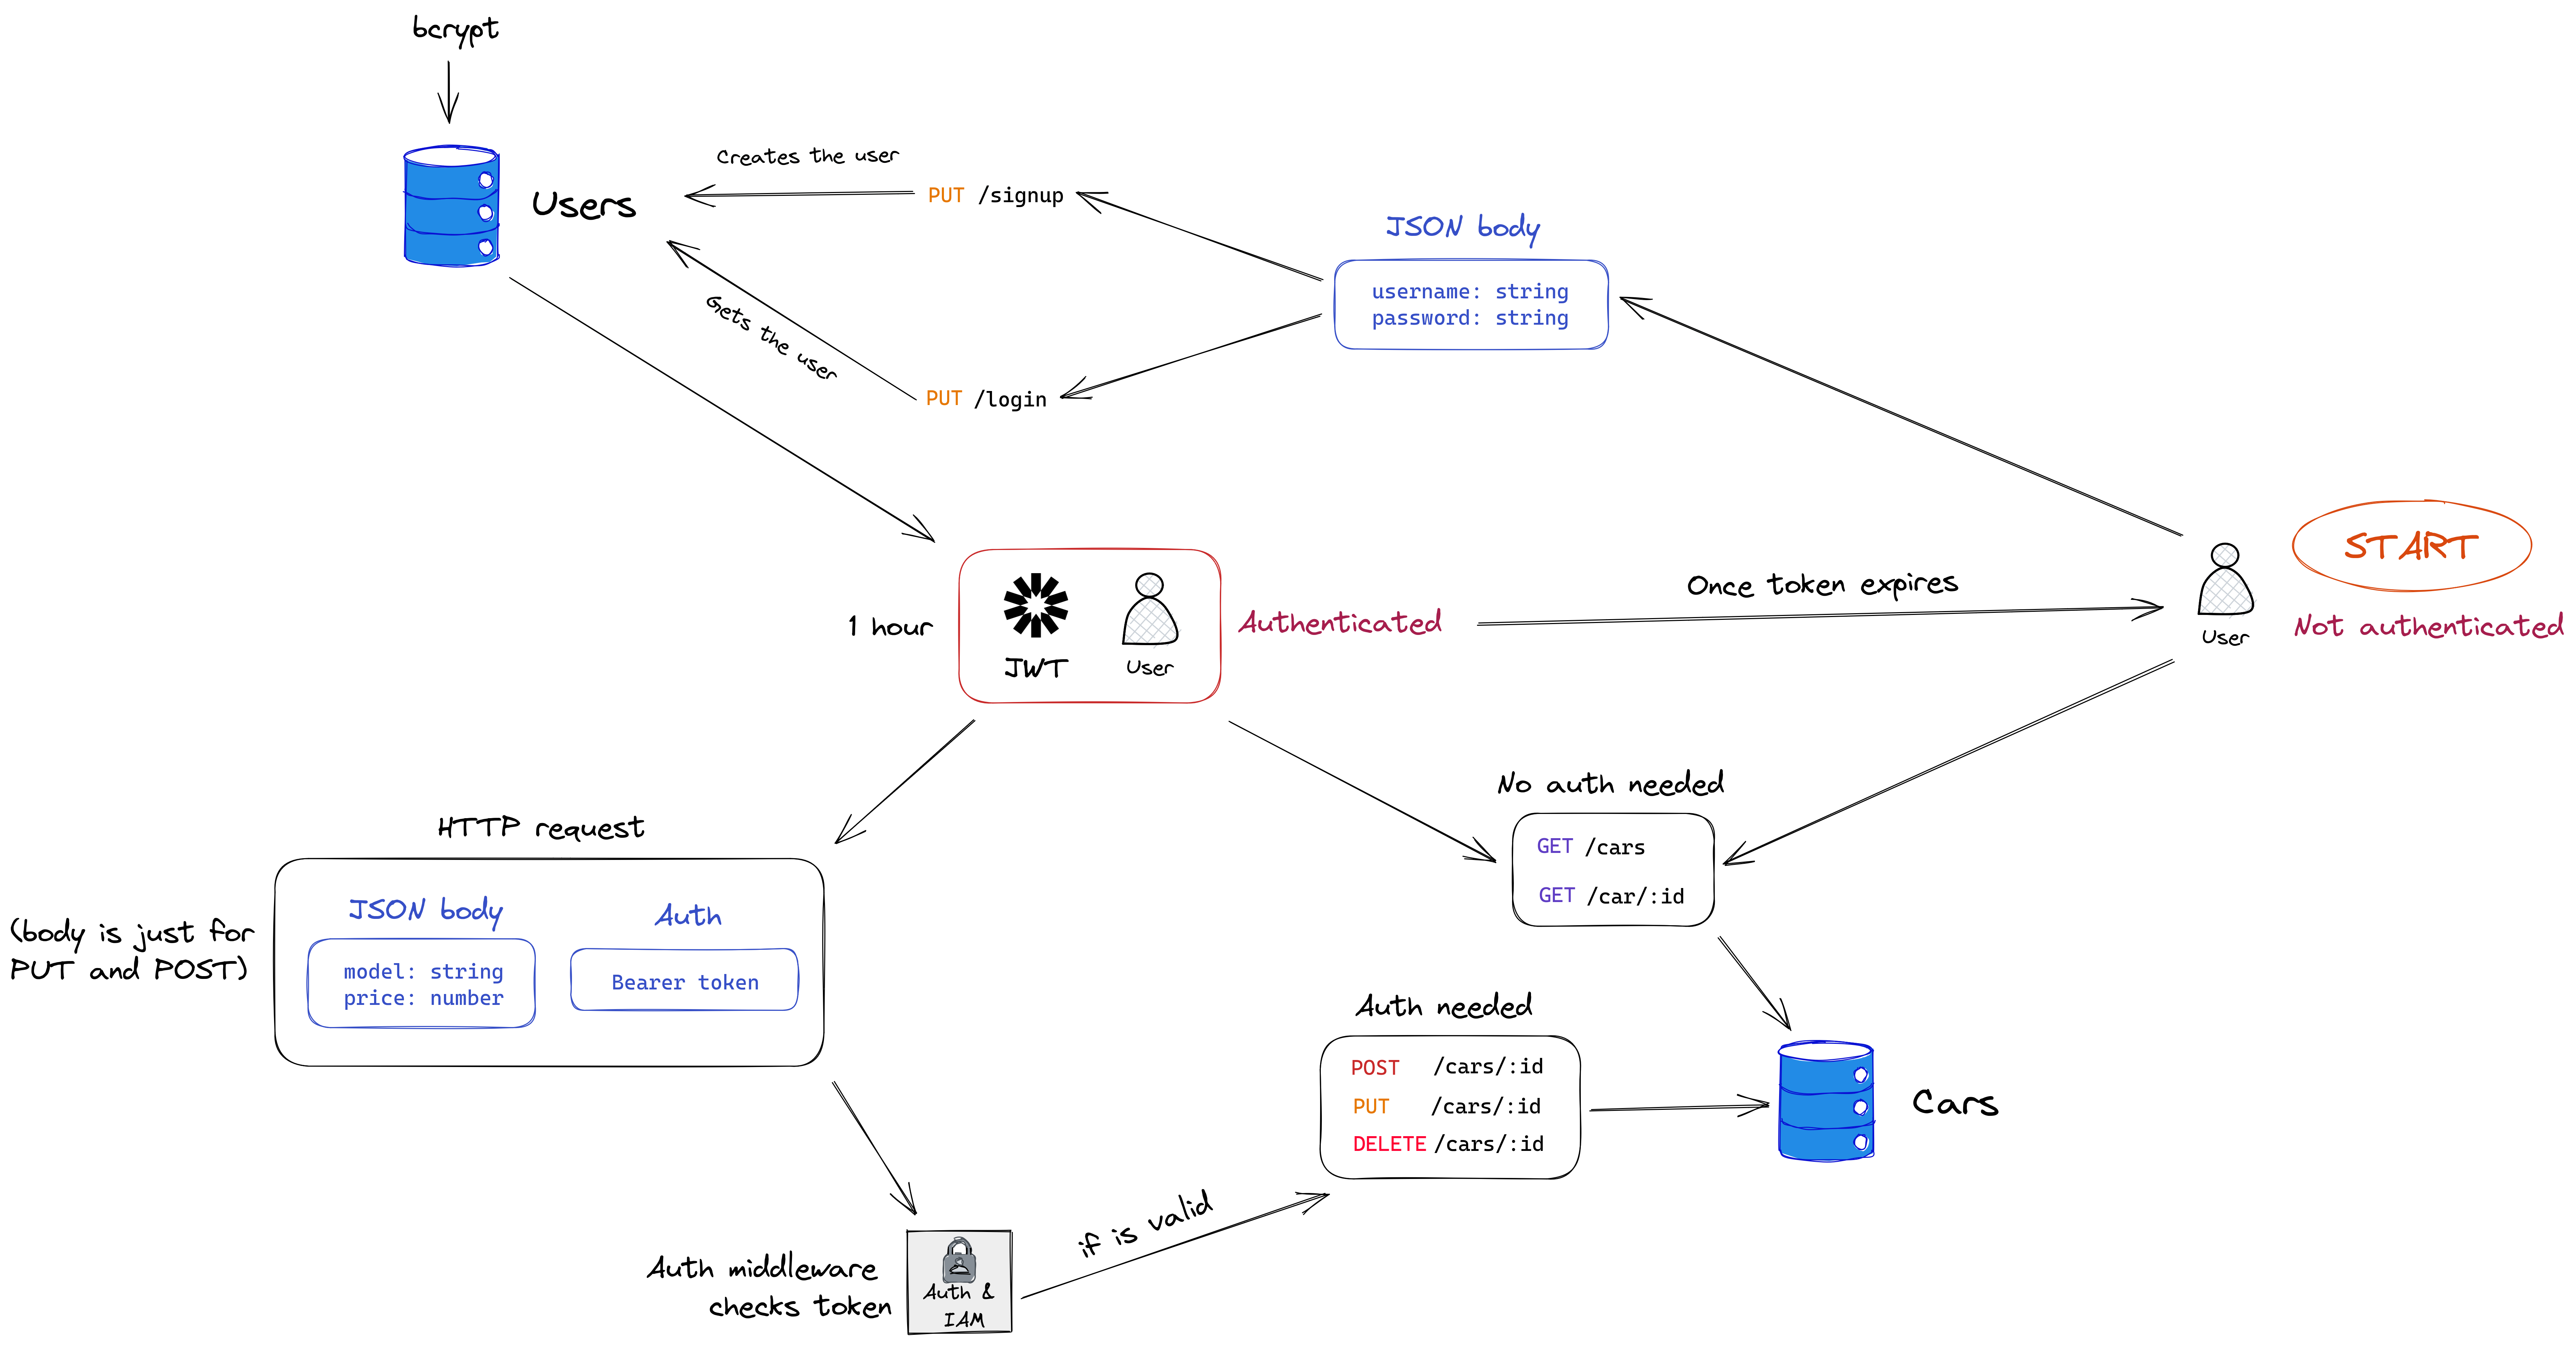 bcrypt
Users
Creates the user
PUT /signup
JSON body
username: string
password: string
Gets the user
PUT /login
START
Not authenticated
User
Once token expires
1 hour
JWT
User
Authenticated
No auth needed
GET /cars
GET /car/:id
HTTP request
(body is just for
PUT and POST)
JSON body
model: string
price: number
Auth
Bearer token
Auth needed
POST /cars/:id
PUT /cars/:id
DELETE /cars/:id
Cars
if is valid
Auth middleware
checks token
Auth &
IAM